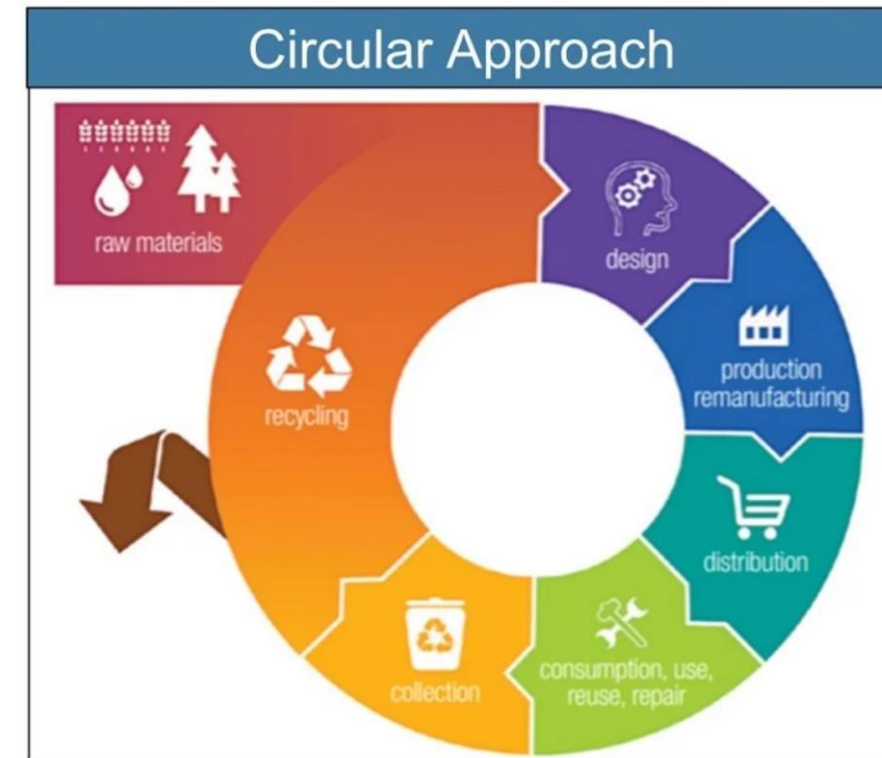 Circular Approach
raw materials
design
production
remanufacturing
distribution
consumption, use,
reuse, repair
collection
recycling